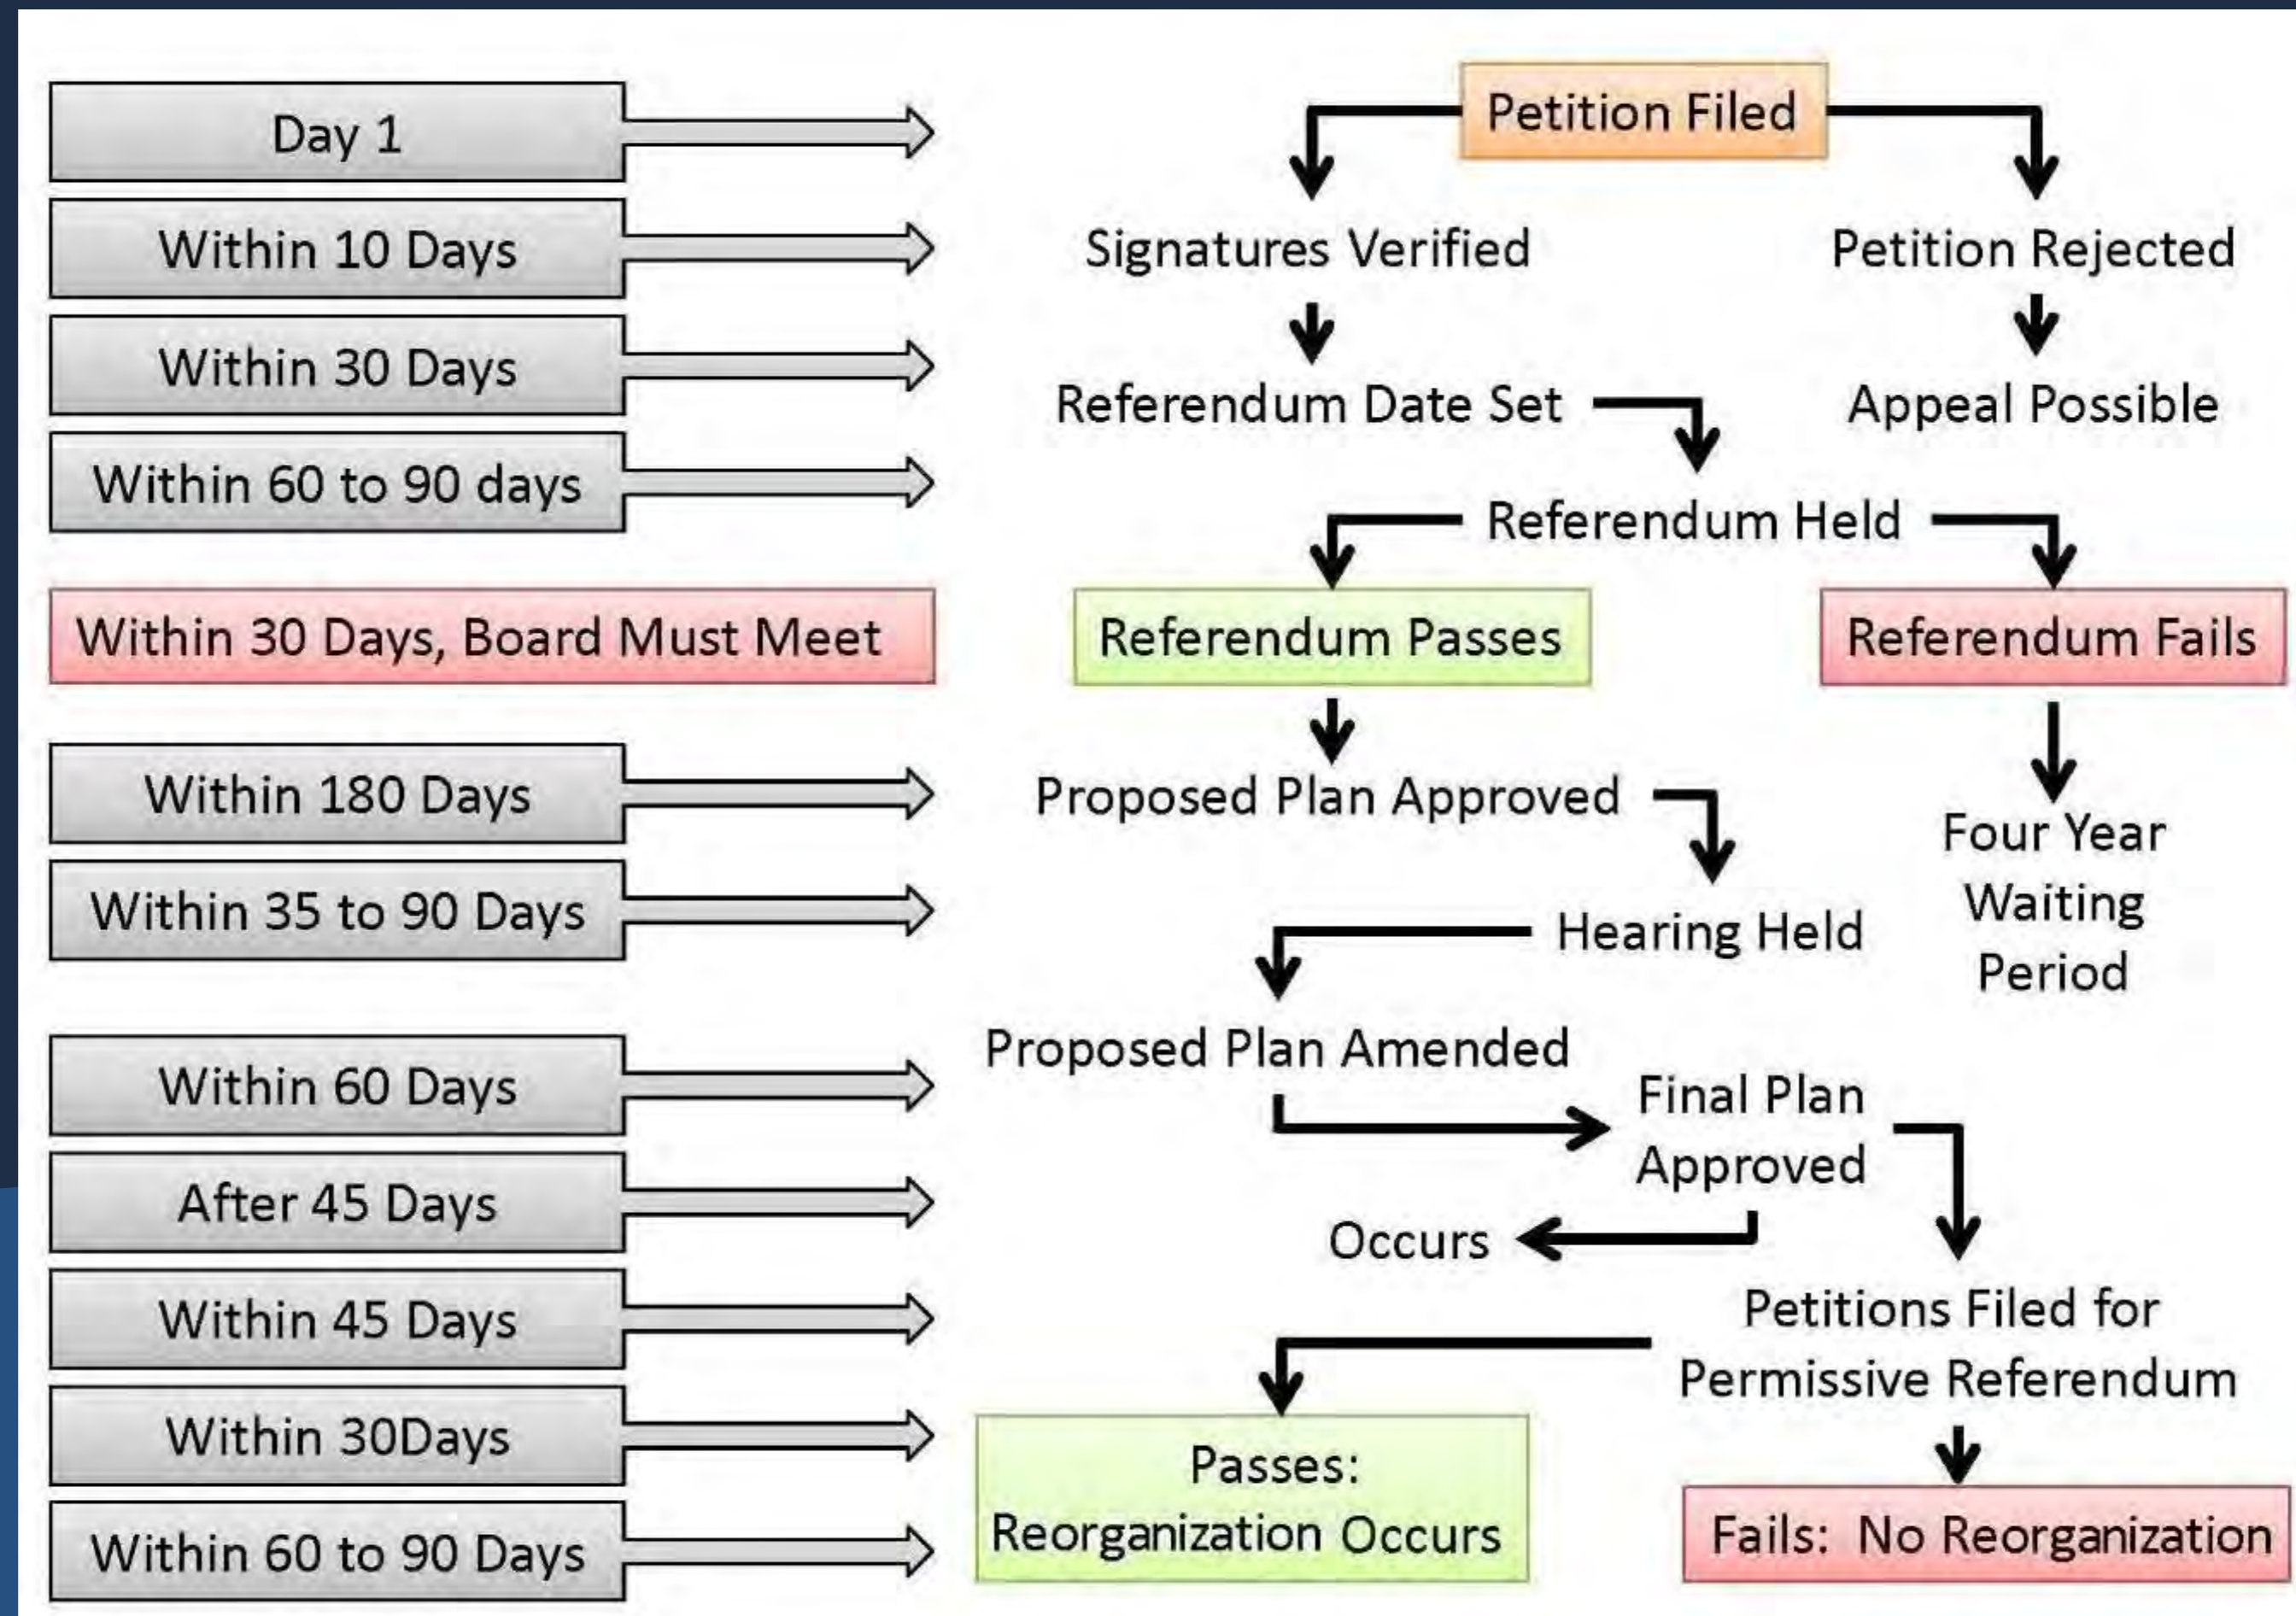 Day 1
Petition Filed
Within 10 Days
Signatures Verified
Petition Rejected
Within 30 Days
Referendum Date Set
Appeal Possible
Within 60 to 90 days
Referendum Held
Within 30 Days, Board Must Meet
Referendum Passes
Referendum Fails
Within 180 Days
Proposed Plan Approved
Four Year
Waiting
Period
Within 35 to 90 Days
Hearing Held
Within 60 Days
Proposed Plan Amended
Final Plan
Approved
After 45 Days
Occurs
Within 45 Days
Petitions Filed for
Permissive Referendum
Within 30Days
Within 60 to 90 Days
Passes:
Reorganization Occurs
Fails: No Reorganization